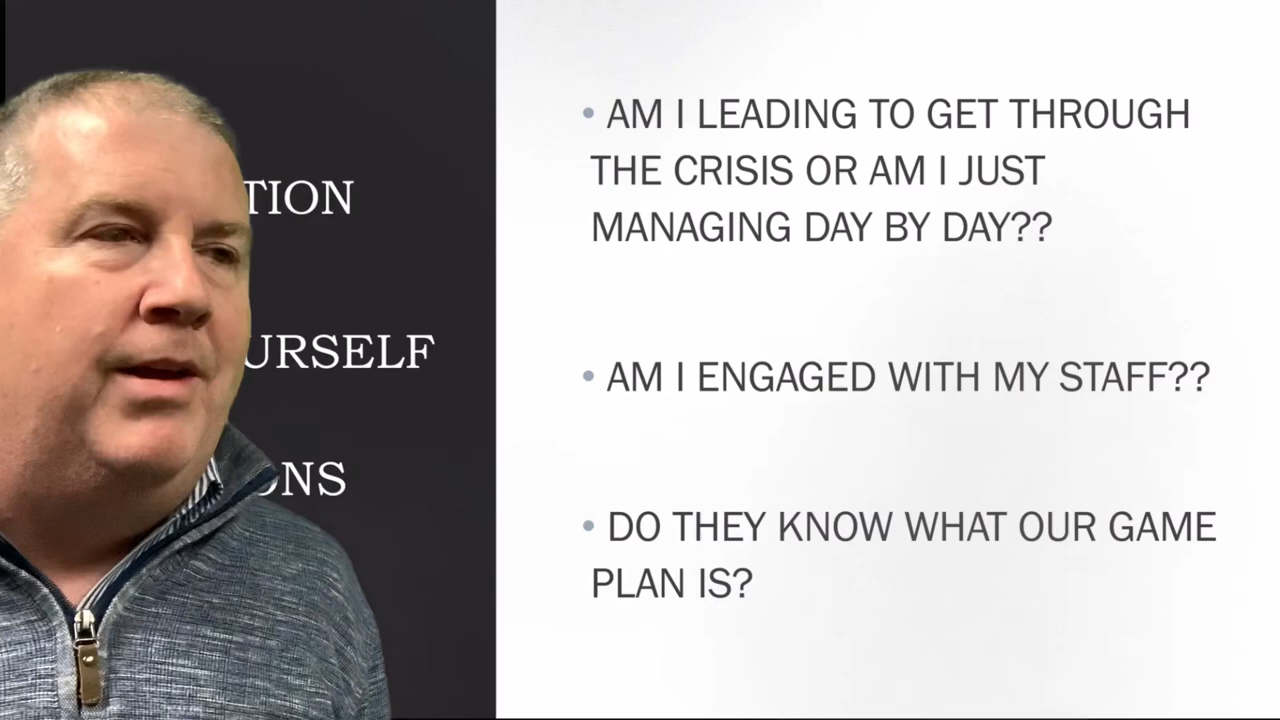 TION
URSELF
ONS
• AM I LEADING TO GET THROUGH
THE CRISIS OR AM I JUST
MANAGING DAY BY DAY??
• AM I ENGAGED WITH MY STAFF??
• DO THEY KNOW WHAT OUR GAME
PLAN IS?